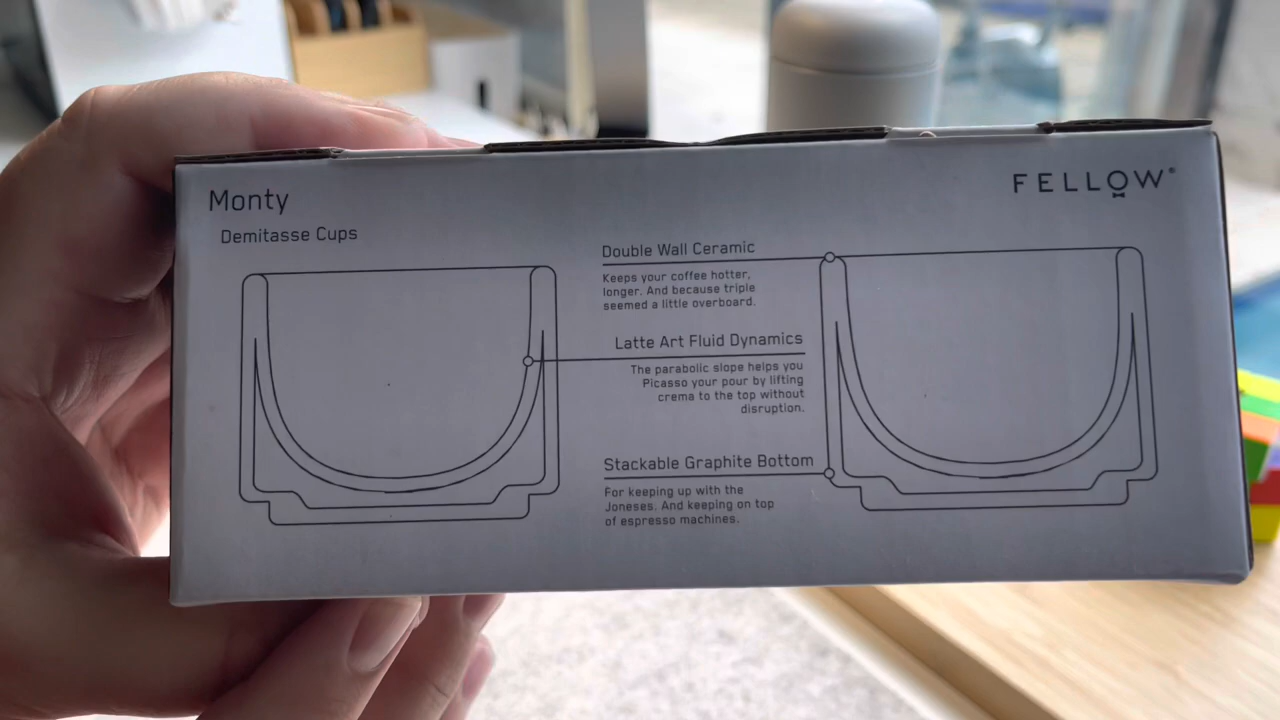 Monty
Demitasse Cups
FELLOW®
Double Wall Ceramic
Keeps your coffee hotter,
longer. And because triple
seemed a little overboard.
Latte Art Fluid Dynamics
The parabolic slope helps you
Picasso your pour by lifting
crema to the top without
disruption.
Stackable Graphite Bottom
For keeping up with the
Joneses. And keeping on top
of espresso machines.